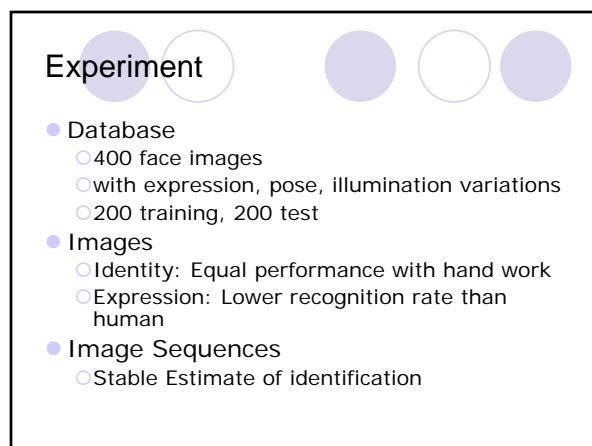 Experiment
Database
400 face images
with expression, pose, illumination variations
200 training, 200 test
Images
Identity: Equal performance with hand work
Expression: Lower recognition rate than
human
Image Sequences
Stable Estimate of identification